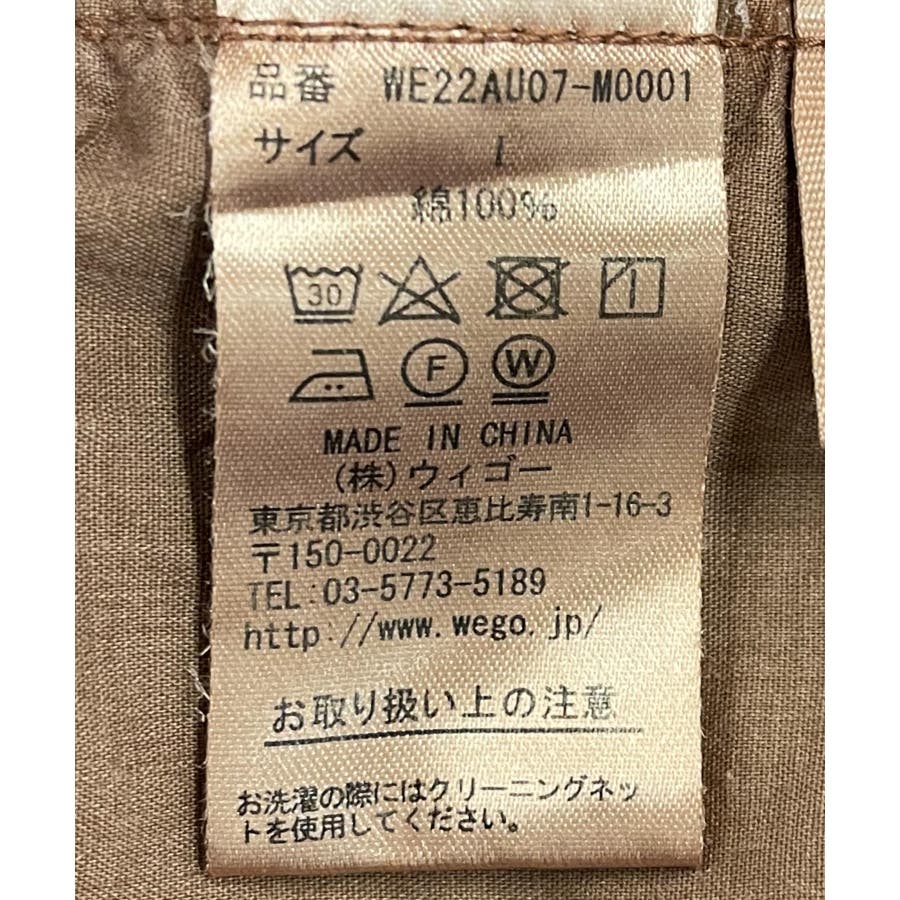 品番 WE22AU07-M0001
サイズ
綿100%
30
F W
MADE IN CHINA
(株)ウィゴー
東京都渋谷区恵比寿南1-16-3
〒150-0022
TEL:03-5773-5189
http://www.wego.jp/
お取り扱い上の注意
お洗濯の際にはクリーニングネッ
トを使用してください。